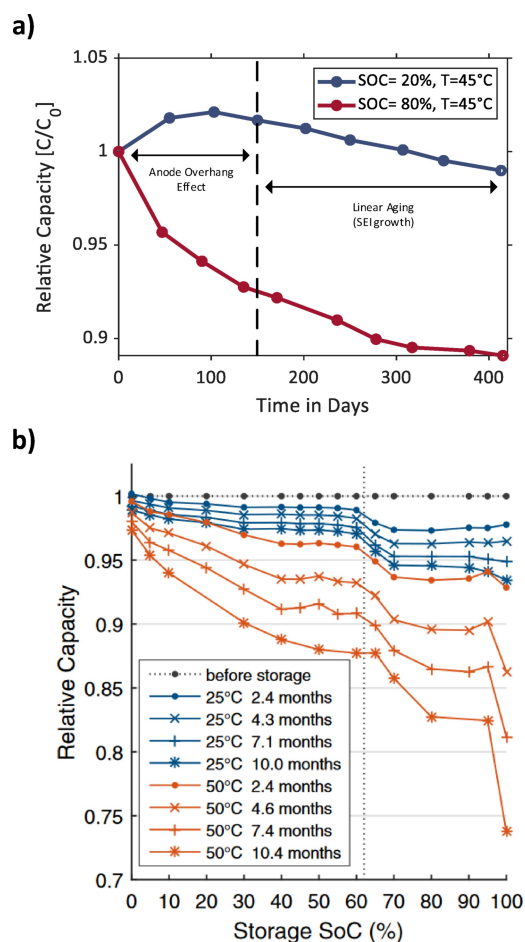 a)
1.05
1
0.95
0.9
Relative Capacity [C/C₀]
SOC= 20%, T=45°C
SOC= 80%, T=45°C
Anode Overhang
Effect
Linear Aging
(SEI growth)
0 100 200 300 400
Time in Days
b)
1
0.95
0.9
0.85
0.8
0.75
0.7
Relative Capacity
before storage
25°C 2.4 months
25°C 4.3 months
25°C 7.1 months
25°C 10.0 months
50°C 2.4 months
50°C 4.6 months
50°C 7.4 months
50°C 10.4 months
0 10 20 30 40 50 60 70 80 90 100
Storage SoC (%)